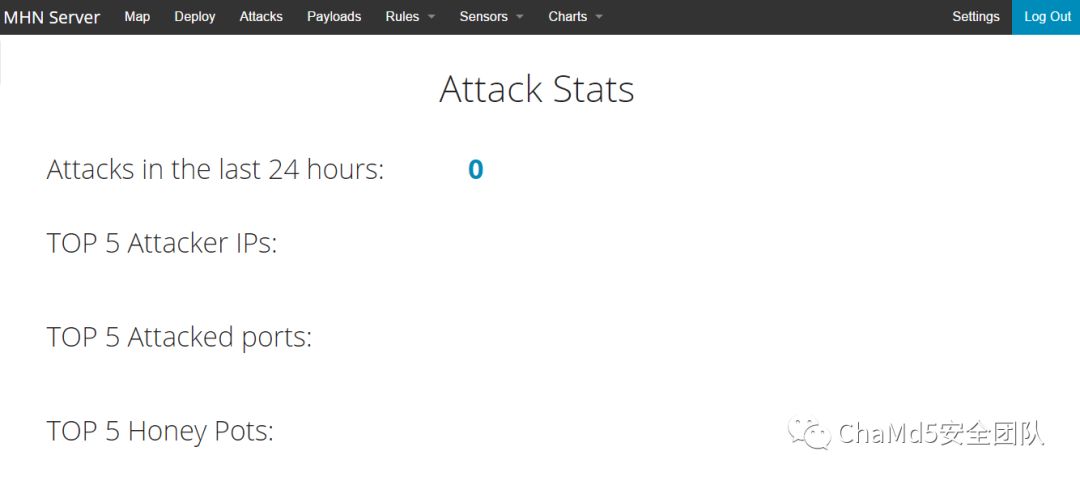 MHN Server Map Deploy Attacks Payloads Rules Sensors Charts Settings Log Out
Attack Stats
Attacks in the last 24 hours: 0
TOP 5 Attacker IPs:
TOP 5 Attacked ports:
TOP 5 Honey Pots:
ChaMd5安全团队